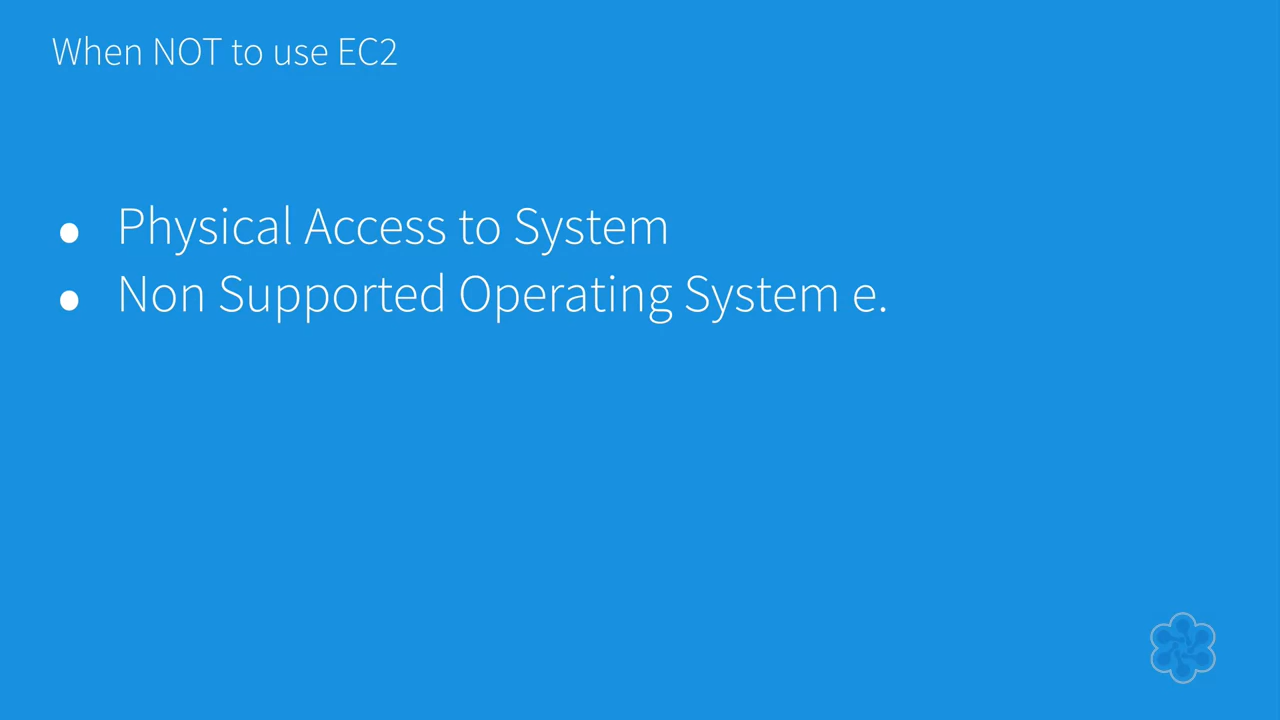 When NOT to use EC2
● Physical Access to System
● Non Supported Operating System e.